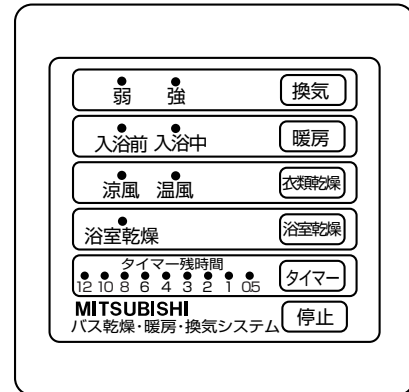 弱 強 換気
入浴前 入浴中 暖房
涼風 温風 衣類乾燥
浴室乾燥 浴室乾燥
タイマー残時間
12 10 8 6 4 3 2 1 0.5 タイマー
MITSUBISHI
バス乾燥・暖房・換気システム 停止